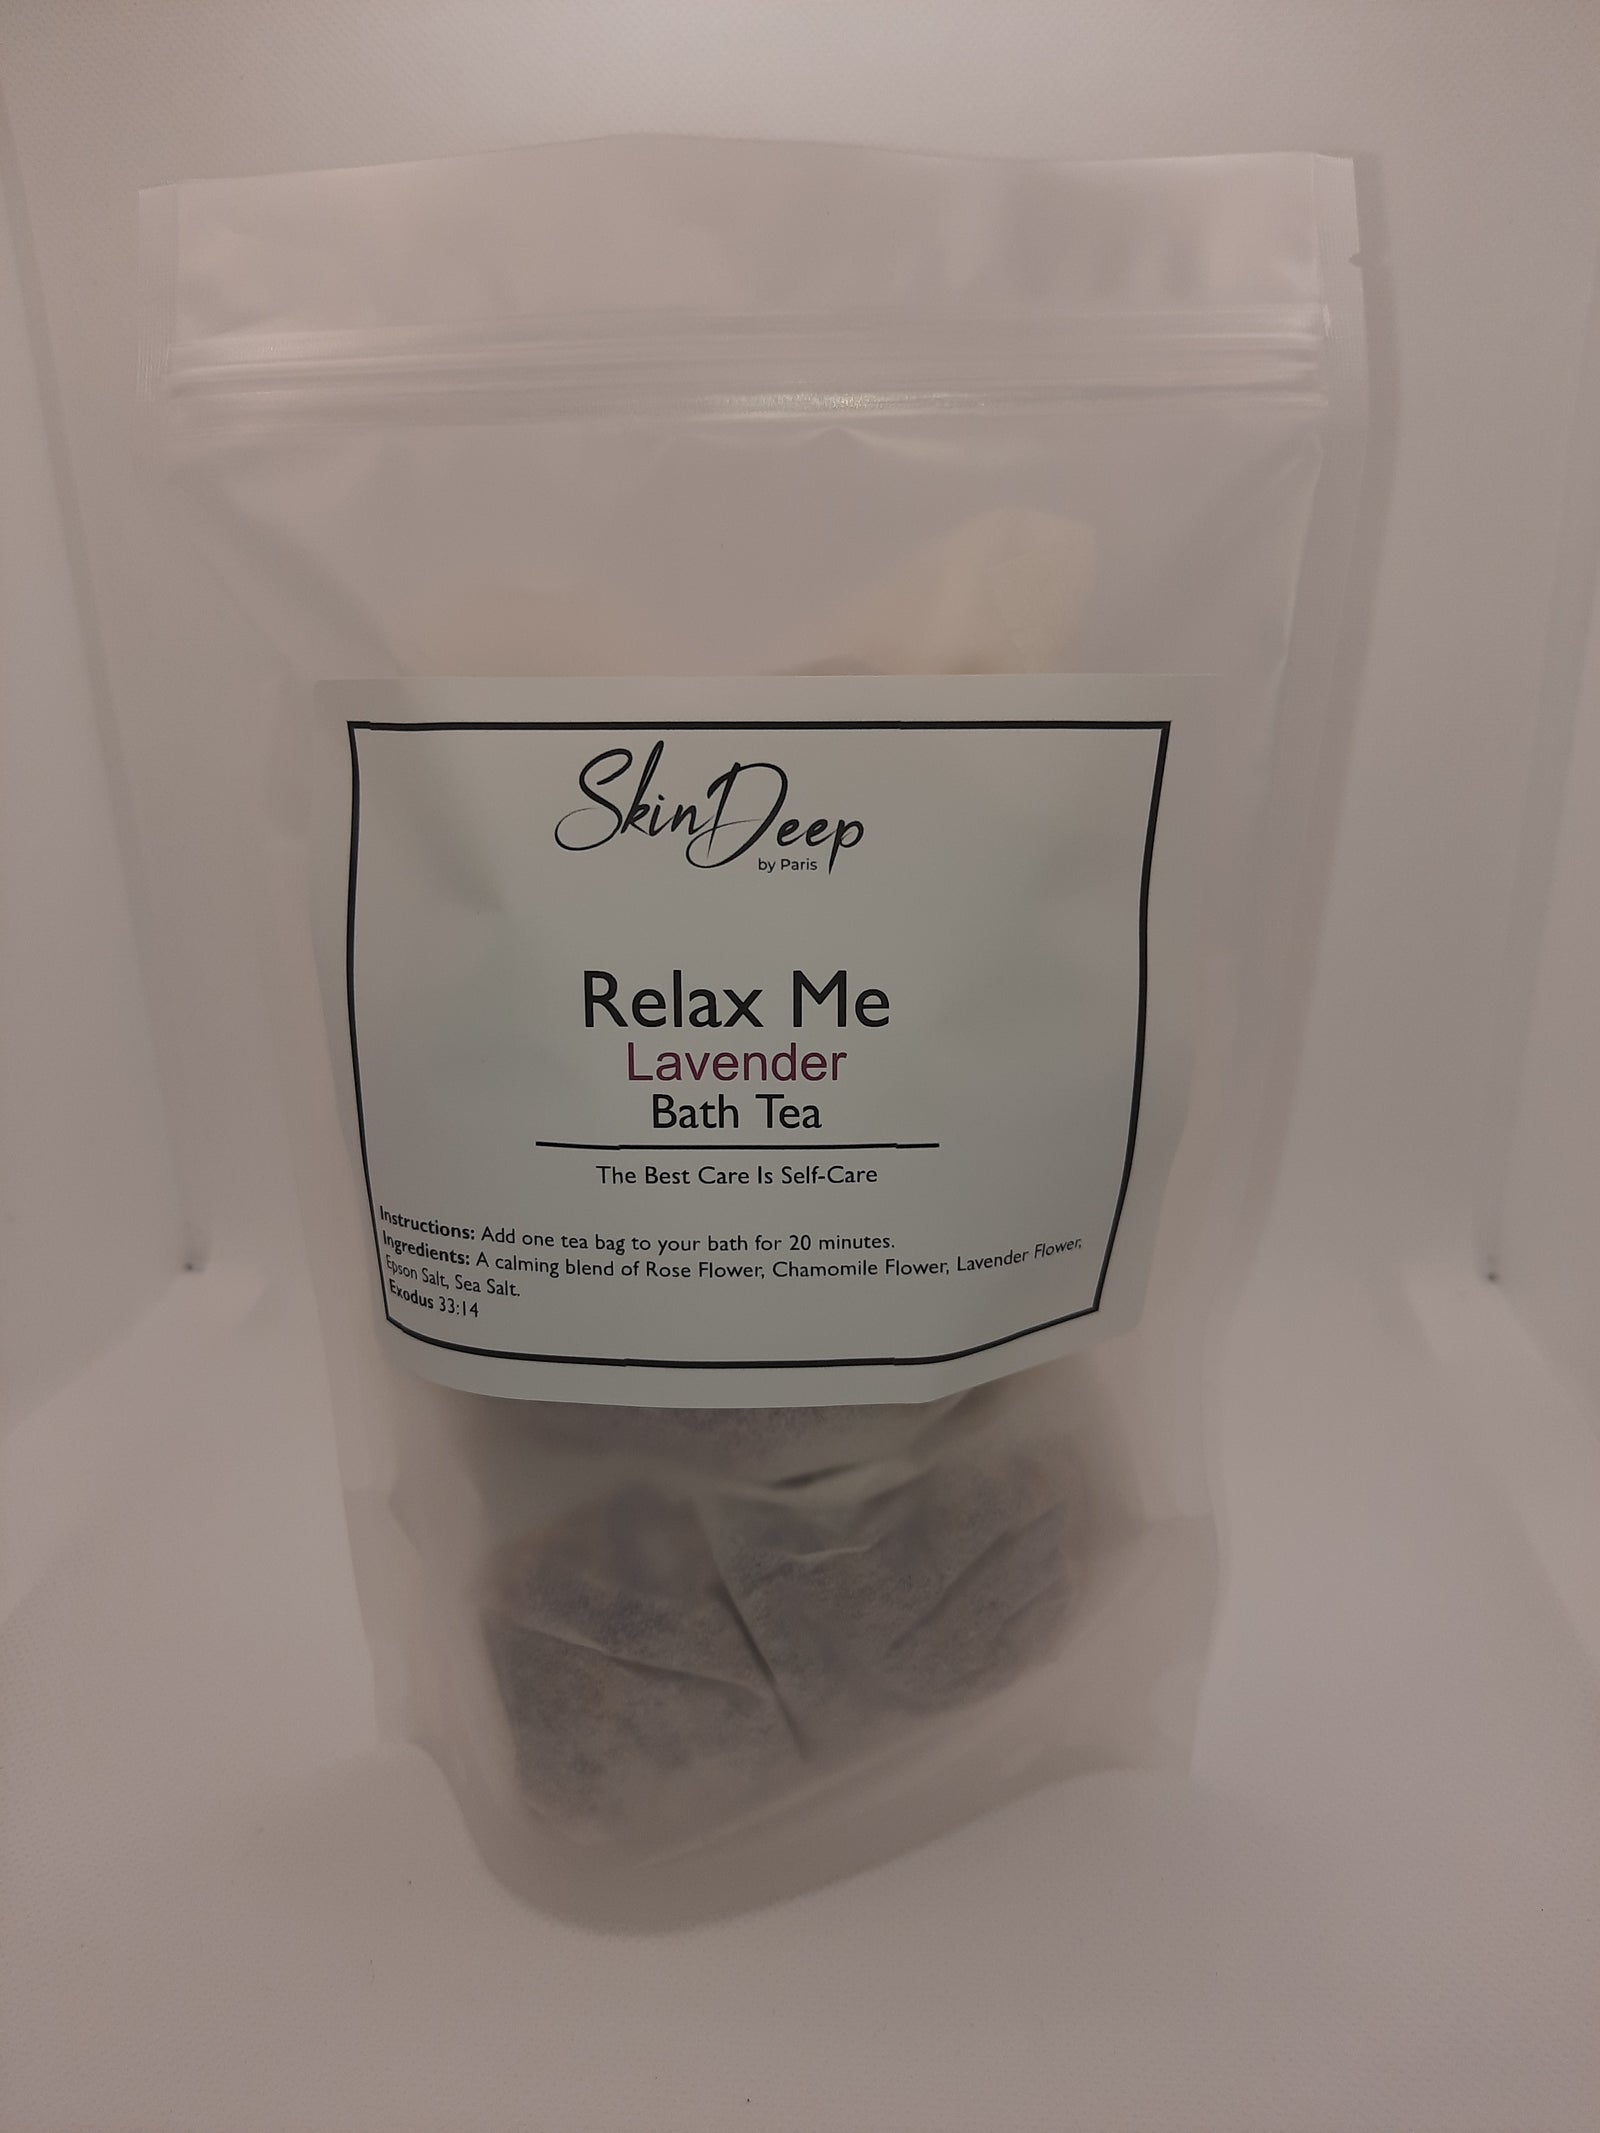 SkinDeep
by Paris
Relax Me
Lavender
Bath Tea
The Best Care Is Self-Care
Instructions: Add one tea bag to your bath for 20 minutes.
Ingredients: A calming blend of Rose Flower, Chamomile Flower, Lavender Flower,
Epson Salt, Sea Salt.
Exodus 33:14